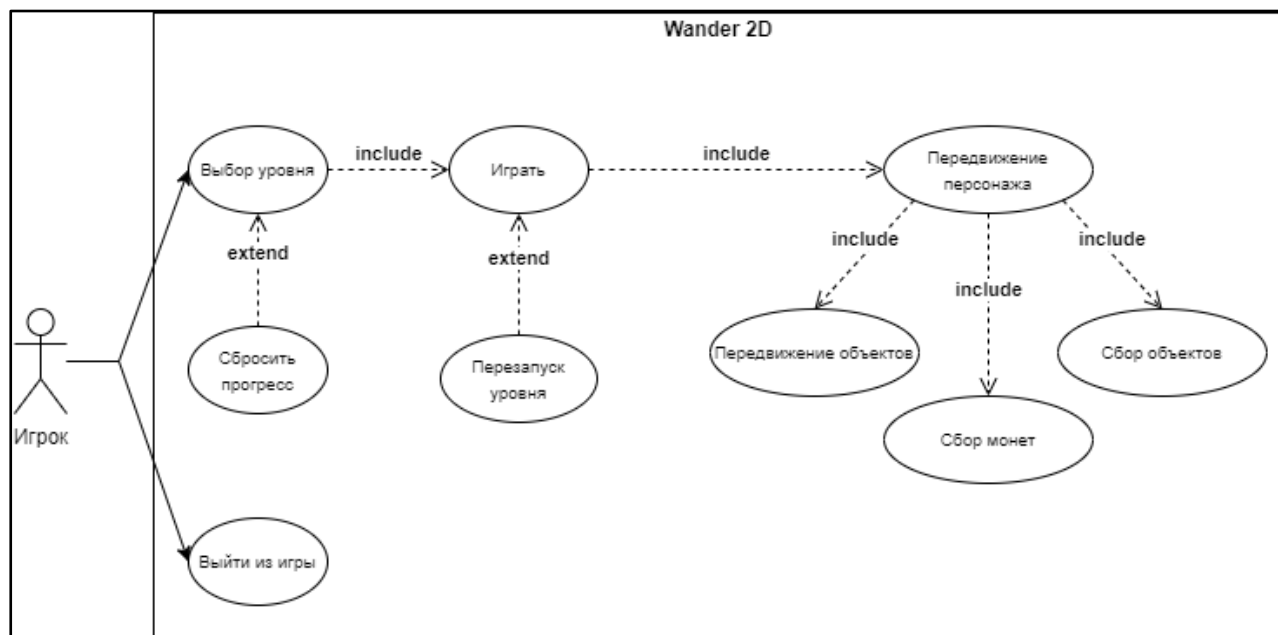 Wander 2D
Выбор уровня
include
Играть
include
Передвижение
персонажа
extend
extend
include
include
include
Сбросить
прогресс
Перезапуск
уровня
Передвижение объектов
Сбор объектов
Игрок
Сбор монет
Выйти из игры